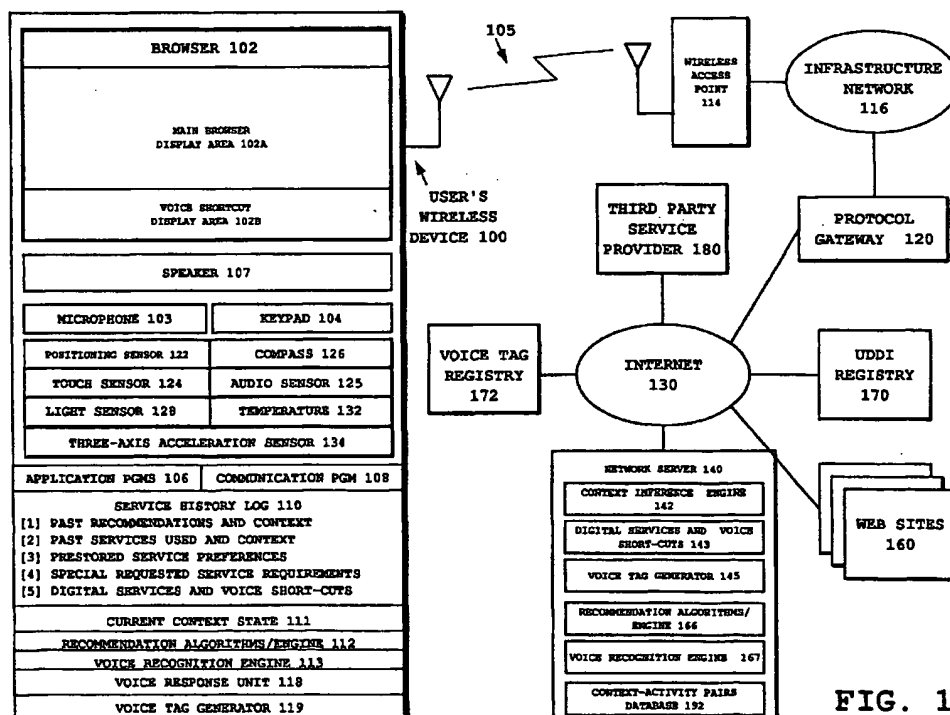 BROWSER 102
MAIN BROWSER
DISPLAY AREA 102A
VOICE SHORTCUT
DISPLAY AREA 102B
SPEAKER 107
MICROPHONE 103
KEYPAD 104
POSITIONING SENSOR 122
COMPASS 126
TOUCH SENSOR 124
AUDIO SENSOR 125
LIGHT SENSOR 128
TEMPERATURE 132
THREE-AXIS ACCELERATION SENSOR 134
APPLICATION PGMS 106
COMMUNICATION PGM 108
SERVICE HISTORY LOG 110
[1] PAST RECOMMENDATIONS AND CONTEXT
[2] PAST SERVICES USED AND CONTEXT
[3] PRESTORED SERVICE PREFERENCES
[4] SPECIAL REQUESTED SERVICE REQUIREMENTS
[5] DIGITAL SERVICES AND VOICE SHORT-CUTS
CURRENT CONTEXT STATE 111
RECOMMENDATION ALGORITHMS/ENGINE 112
VOICE RECOGNITION ENGINE 113
VOICE RESPONSE UNIT 118
VOICE TAG GENERATOR 119
105
USER'S
WIRELESS
DEVICE 100
WIRELESS
ACCESS
POINT
114
INFRASTRUCTURE
NETWORK
116
THIRD PARTY
SERVICE
PROVIDER 180
PROTOCOL
GATEWAY 120
VOICE TAG
REGISTRY
172
INTERNET
130
UDDI
REGISTRY
170
WEB SITES
160
NETWORK SERVER 140
CONTEXT INFERENCE ENGINE
142
DIGITAL SERVICES AND VOICE
SHORT-CUTS 143
VOICE TAG GENERATOR 145
RECOMMENDATION ALGORITHMS/
ENGINE 166
VOICE RECOGNITION ENGINE 167
CONTEXT-ACTIVITY PAIRS
DATABASE 192
FIG. 1